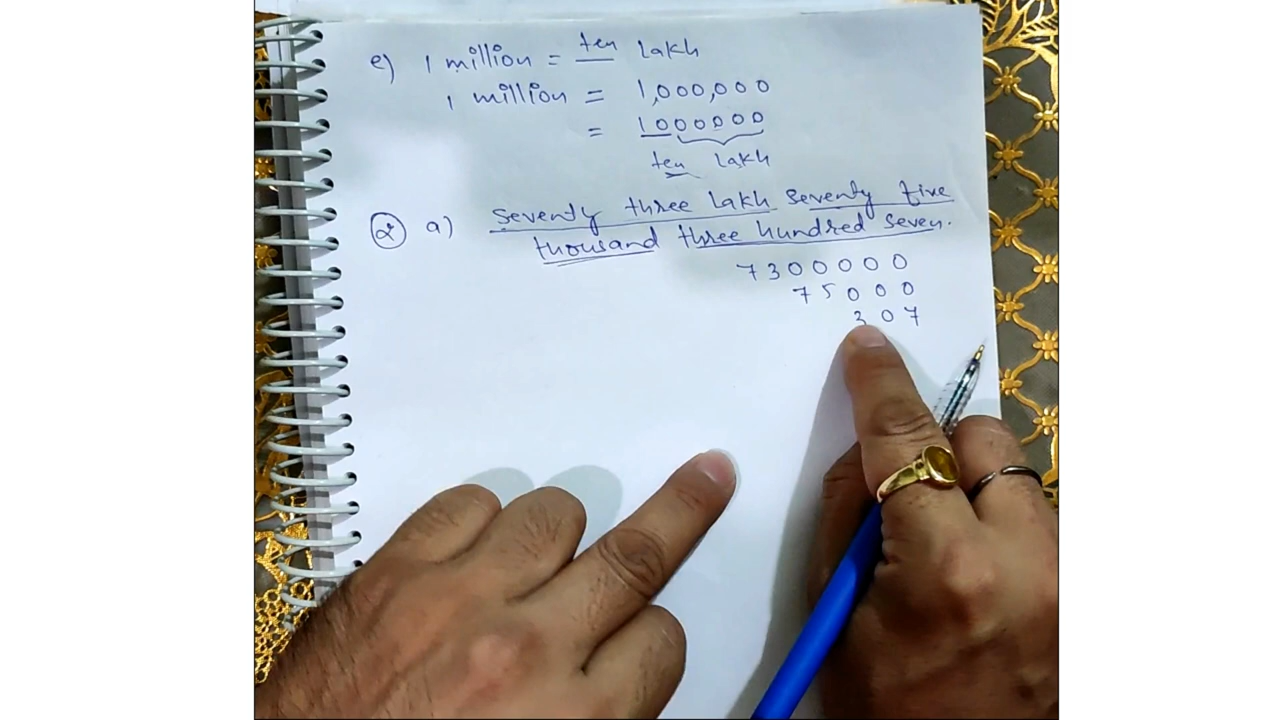 e) 1 million = ten lakh
1 million = 1,000,000
= 1000000
ten lakh
2 a) Seventy three lakh seventy five
thousand three hundred seven.
7300000
75000
307